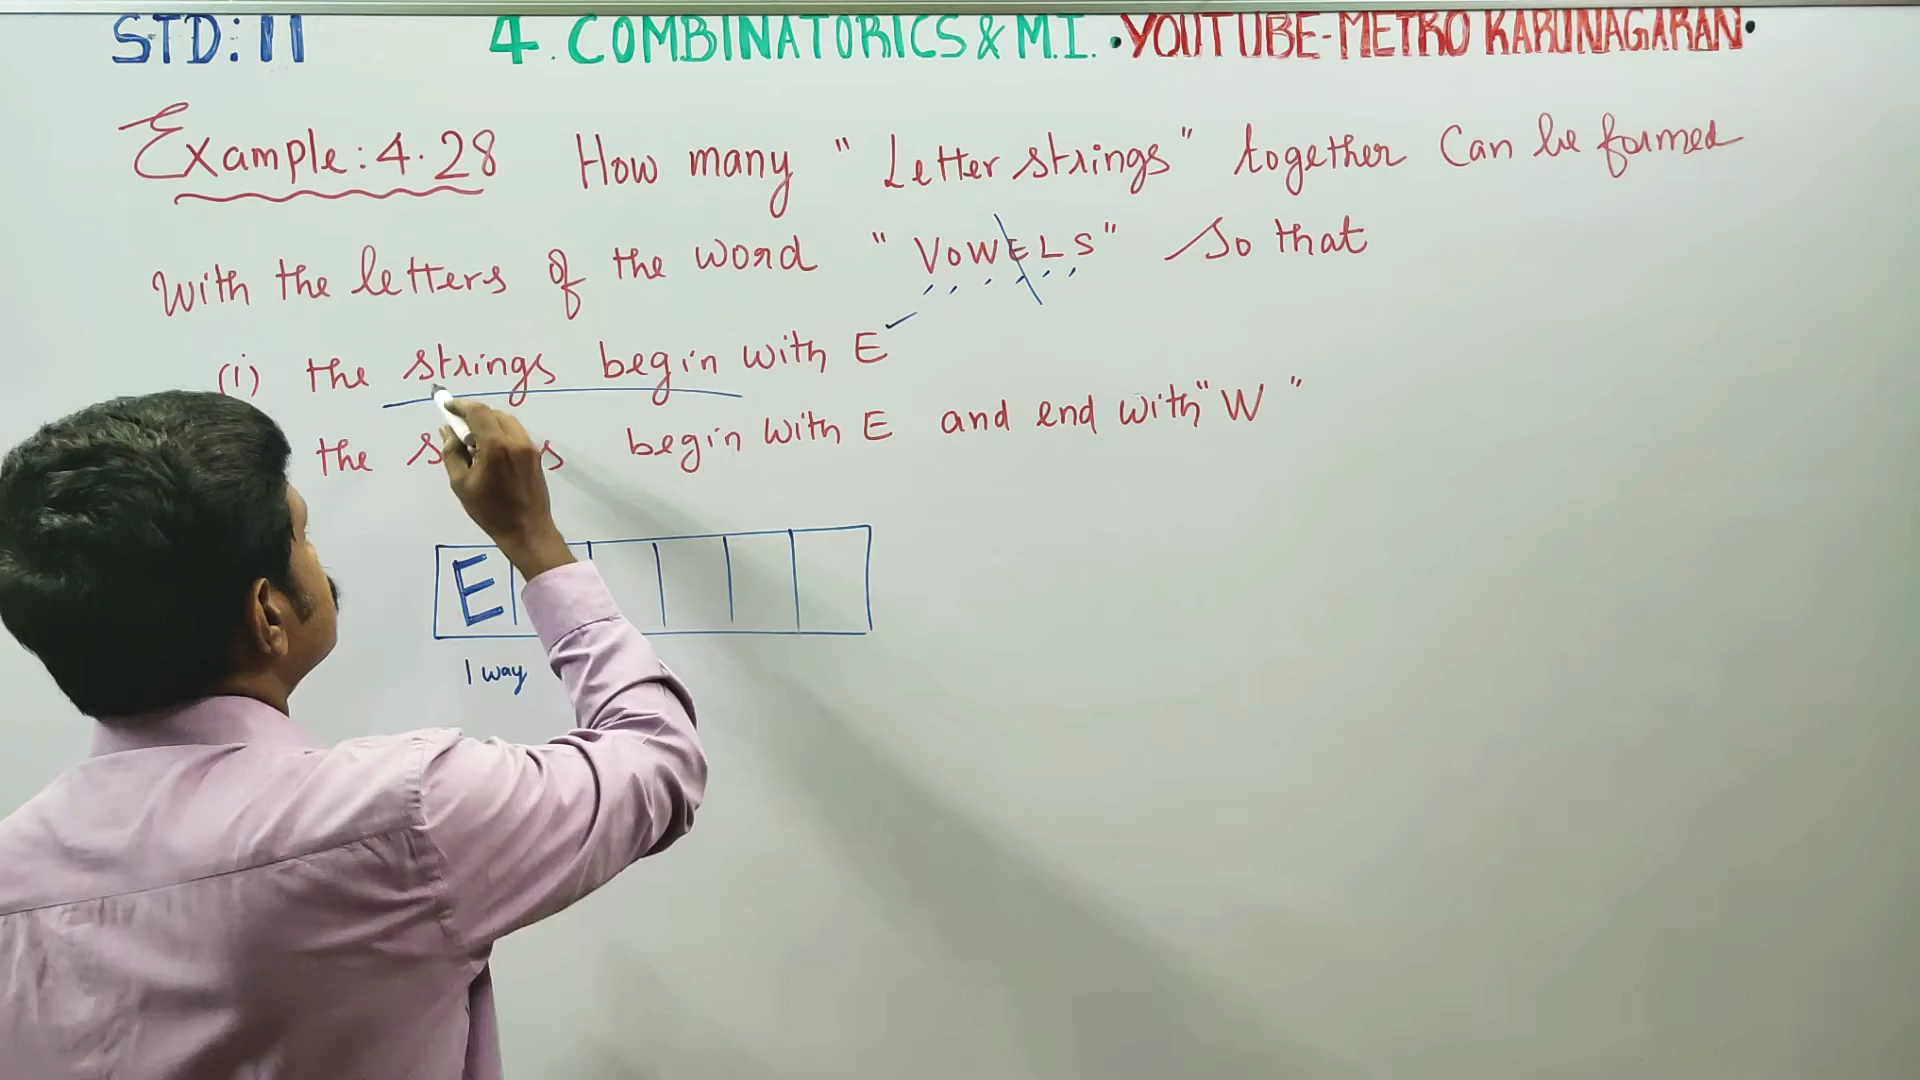 STD: 11 4. COMBINATORICS & M.I. • YOUTUBE-METRO KARUNAGARAN •
Example: 4.28 How many "Letter strings" together Can be formed
With the letters of the word "VOWELS" So that
(i) the strings begin with E
the begin with E and end with "W"
E
1 way